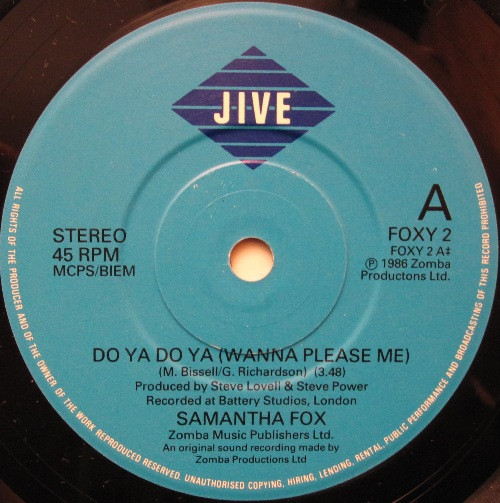 JIVE
A
STEREO
45 RPM
MCPS/BIEM
FOXY 2
FOXY 2 A‡
℗ 1986 Zomba
Productons Ltd.
DO YA DO YA (WANNA PLEASE ME)
(M. Bissell/G. Richardson) (3.48)
Produced by Steve Lovell & Steve Power
Recorded at Battery Studios, London
SAMANTHA FOX
Zomba Music Publishers Ltd.
An original sound recording made by
Zomba Productions Ltd
ALL RIGHTS OF THE PRODUCER AND OF THE OWNER OF THE WORK REPRODUCED RESERVED. UNAUTHORISED COPYING, HIRING, LENDING, RENTAL, PUBLIC PERFORMANCE AND BROADCASTING OF THIS RECORD PROHIBITED